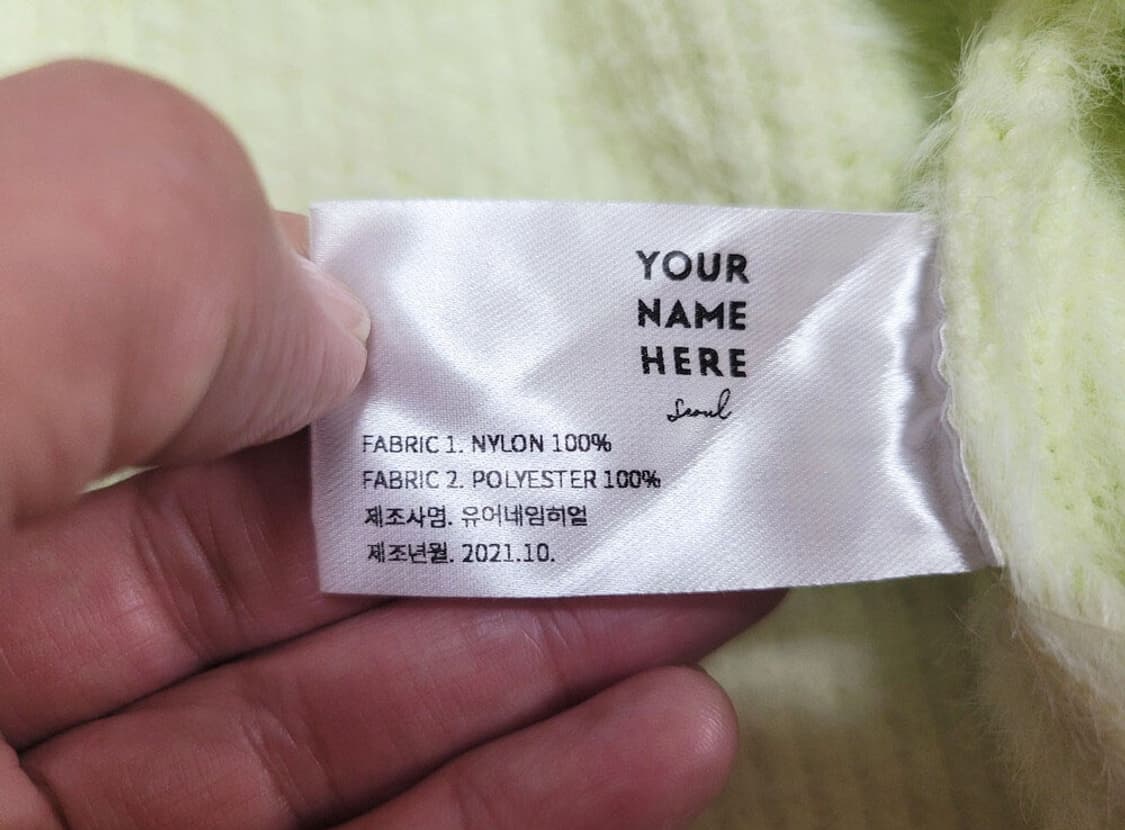 YOUR
NAME
HERE
Seoul
FABRIC 1. NYLON 100%
FABRIC 2. POLYESTER 100%
제조사명. 유어네임히얼
제조년월. 2021.10.